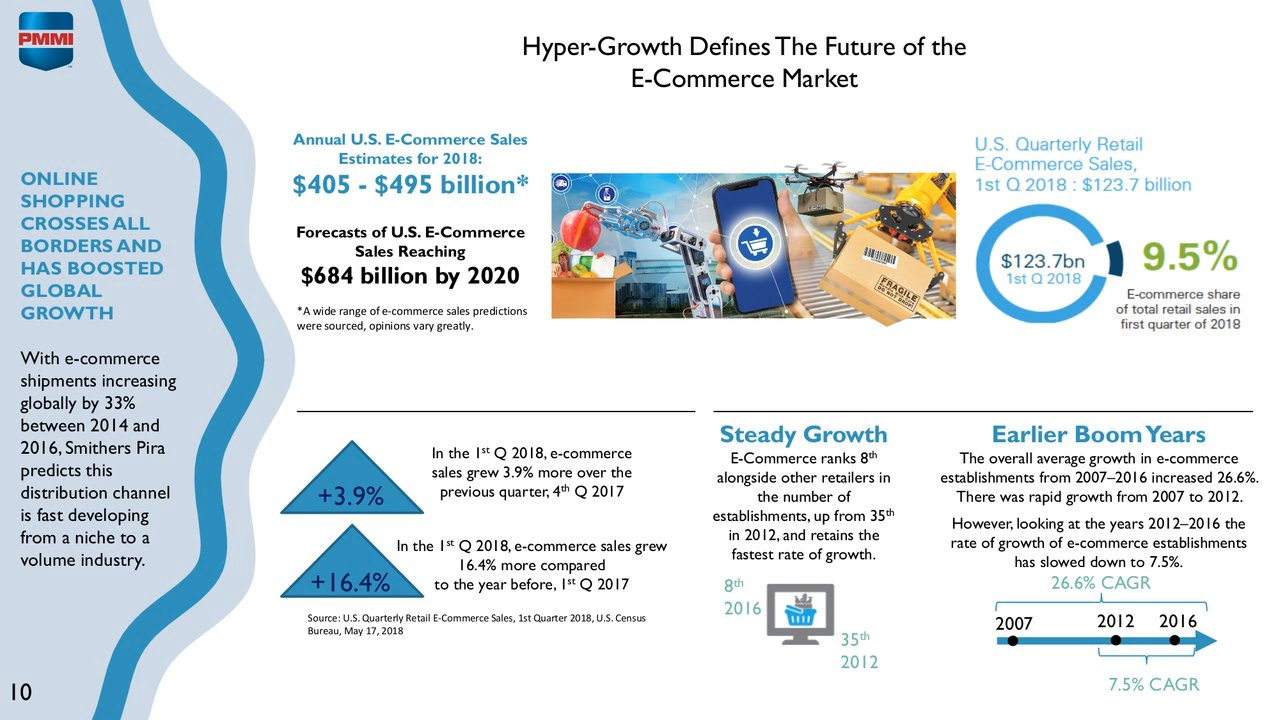 PMMI
Hyper-Growth Defines The Future of the
E-Commerce Market
ONLINE
SHOPPING
CROSSES ALL
BORDERS AND
HAS BOOSTED
GLOBAL
GROWTH
With e-commerce
shipments increasing
globally by 33%
between 2014 and
2016, Smithers Pira
predicts this
distribution channel
is fast developing
from a niche to a
volume industry.
Annual U.S. E-Commerce Sales
Estimates for 2018:
$405 - $495 billion*
Forecasts of U.S. E-Commerce
Sales Reaching
$684 billion by 2020
*A wide range of e-commerce sales predictions
were sourced, opinions vary greatly.
FRAGILE
DO NOT DROP!
U.S. Quarterly Retail
E-Commerce Sales,
1st Q 2018 : $123.7 billion
$123.7bn
1st Q 2018
9.5%
E-commerce share
of total retail sales in
first quarter of 2018
+3.9%
In the 1st Q 2018, e-commerce
sales grew 3.9% more over the
previous quarter, 4th Q 2017
+16.4%
In the 1st Q 2018, e-commerce sales grew
16.4% more compared
to the year before, 1st Q 2017
Source: U.S. Quarterly Retail E-Commerce Sales, 1st Quarter 2018, U.S. Census
Bureau, May 17, 2018
Steady Growth
E-Commerce ranks 8th
alongside other retailers in
the number of
establishments, up from 35th
in 2012, and retains the
fastest rate of growth.
8th
2016
35th
2012
Earlier Boom Years
The overall average growth in e-commerce
establishments from 2007–2016 increased 26.6%.
There was rapid growth from 2007 to 2012.
However, looking at the years 2012–2016 the
rate of growth of e-commerce establishments
has slowed down to 7.5%.
26.6% CAGR
2007
2012
2016
7.5% CAGR
10